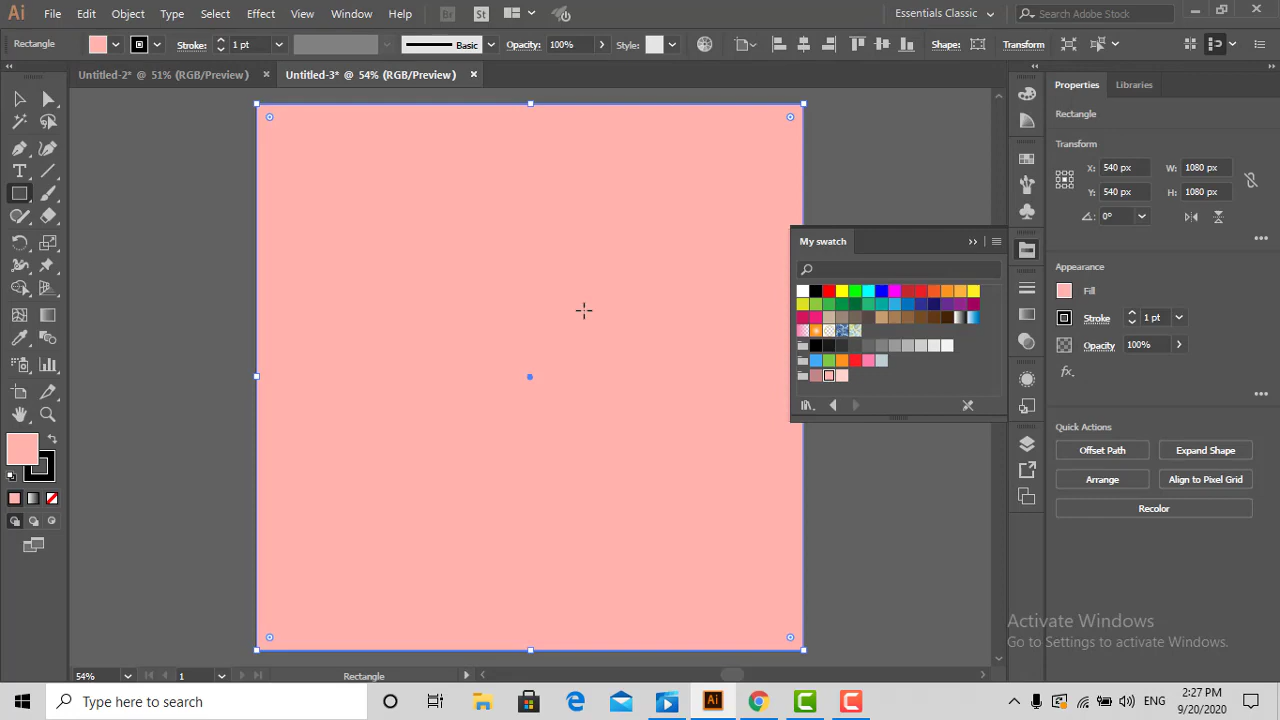 Ai File Edit Object Type Select Effect View Window Help Br St Essentials Classic Search Adobe Stock
Rectangle Stroke: 1 pt Basic Opacity: 100% Style: Shape: Transform
Untitled-2* @ 51% (RGB/Preview) × Untitled-3* @ 54% (RGB/Preview) ×
Properties Libraries
Rectangle
Transform
X: 540 px W: 1080 px
Y: 540 px H: 1080 px
0°
My swatch
Appearance
Fill
Stroke 1 pt
Opacity 100%
fx.
Quick Actions
Offset Path Expand Shape
Arrange Align to Pixel Grid
Recolor
Activate Windows
Go to Settings to activate Windows.
54% 1 Rectangle
Type here to search
Ai
ENG
2:27 PM
9/20/2020